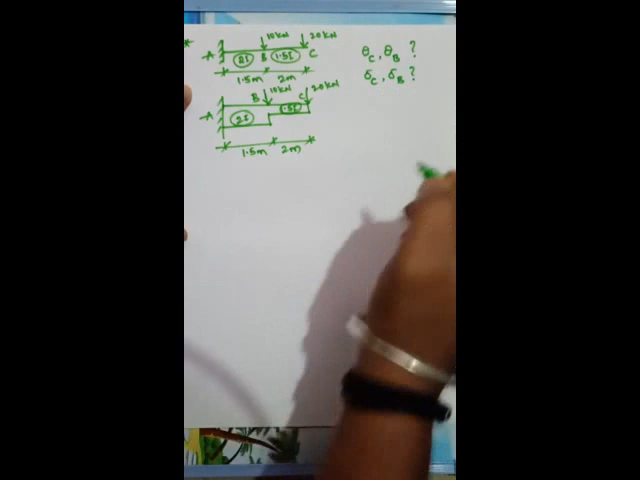 10kN 20kN
A 2I B 1.5I C
1.5m 2m
θC, θB ?
δC, δB ?
10kN 20kN
B C
A 2I 1.5I
1.5m 2m